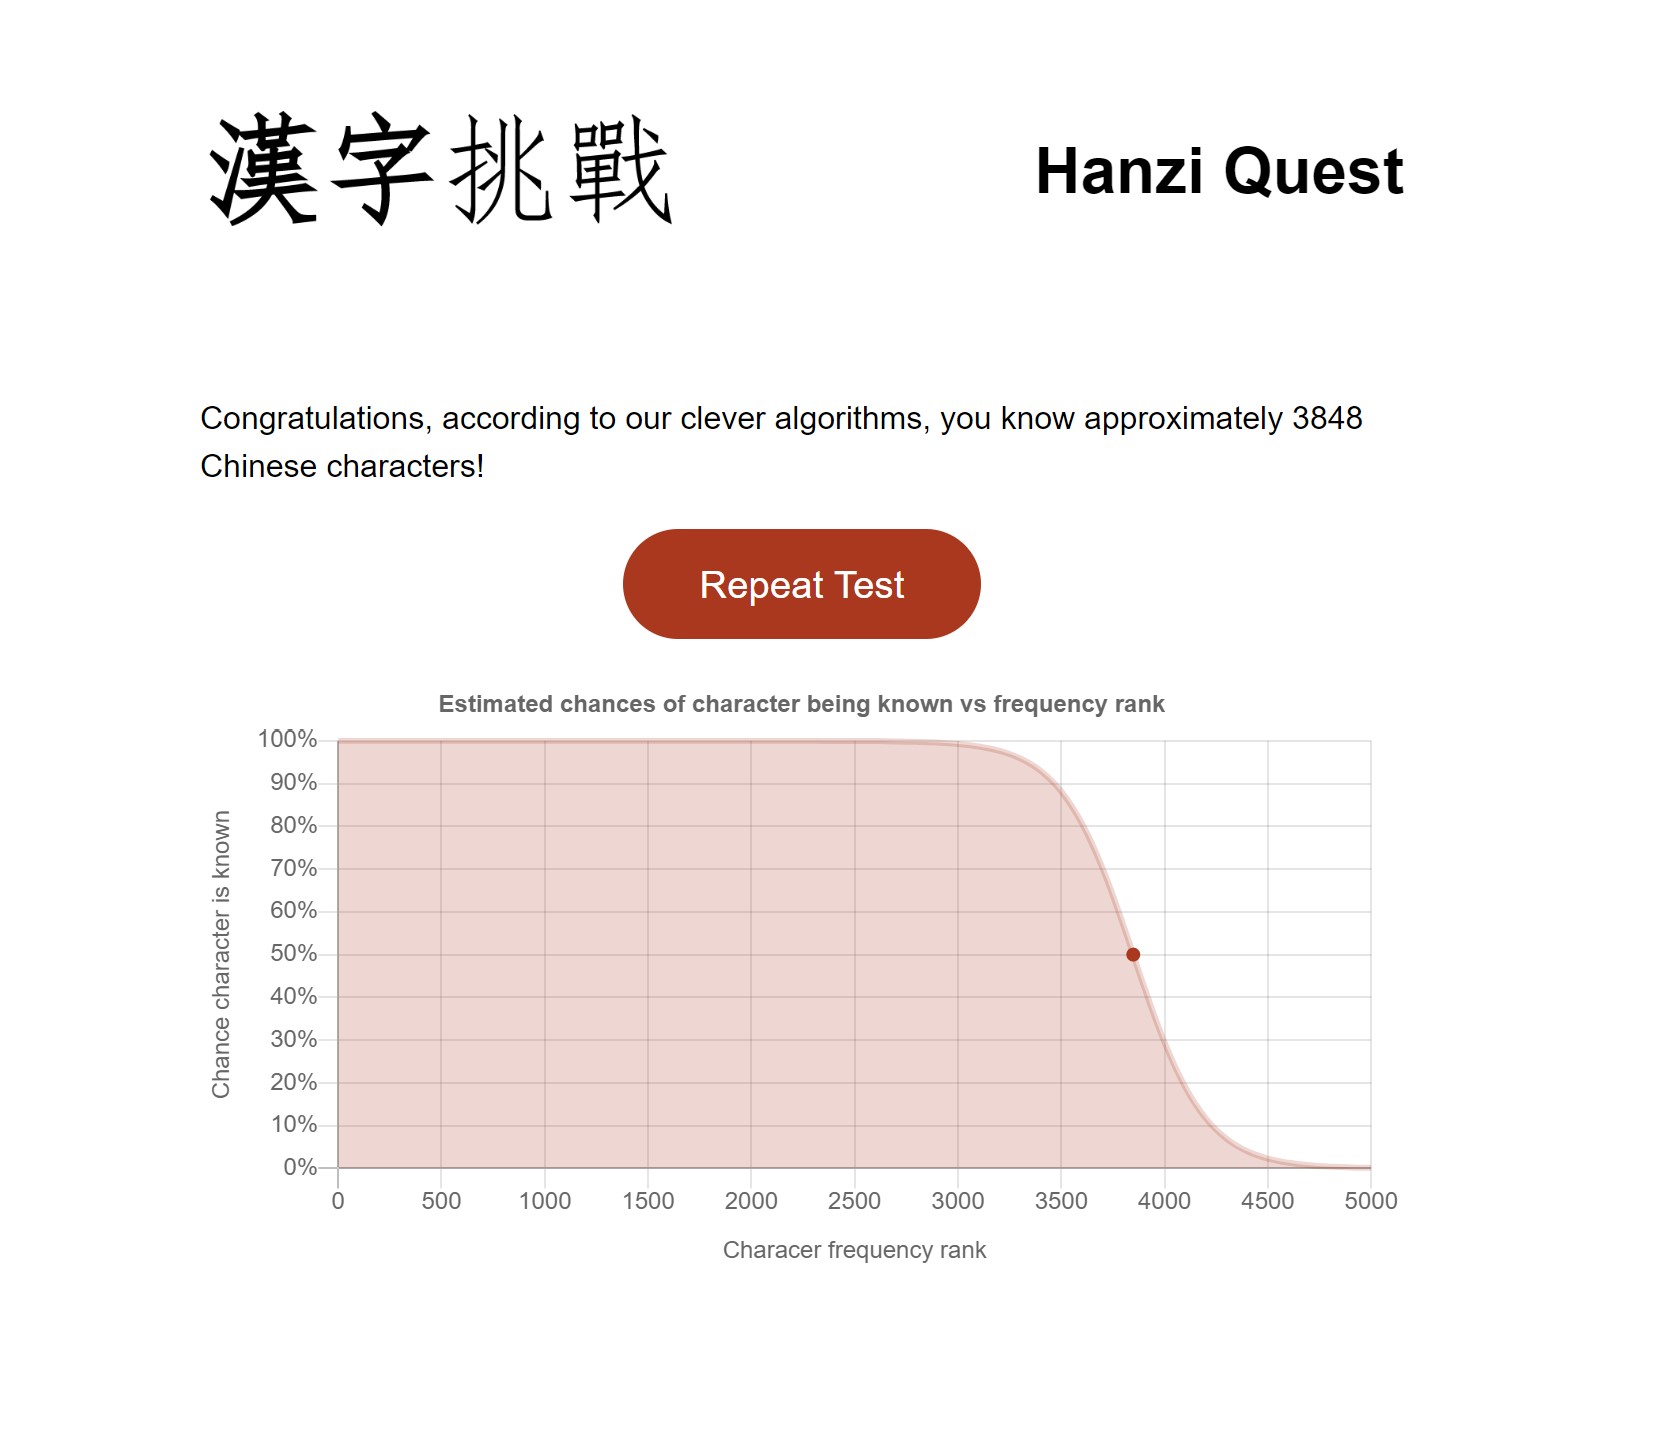 漢字挑戰
Hanzi Quest
Congratulations, according to our clever algorithms, you know approximately 3848
Chinese characters!
Repeat Test
Estimated chances of character being known vs frequency rank
Chance character is known
100%
90%
80%
70%
60%
50%
40%
30%
20%
10%
0%
0 500 1000 1500 2000 2500 3000 3500 4000 4500 5000
Characer frequency rank